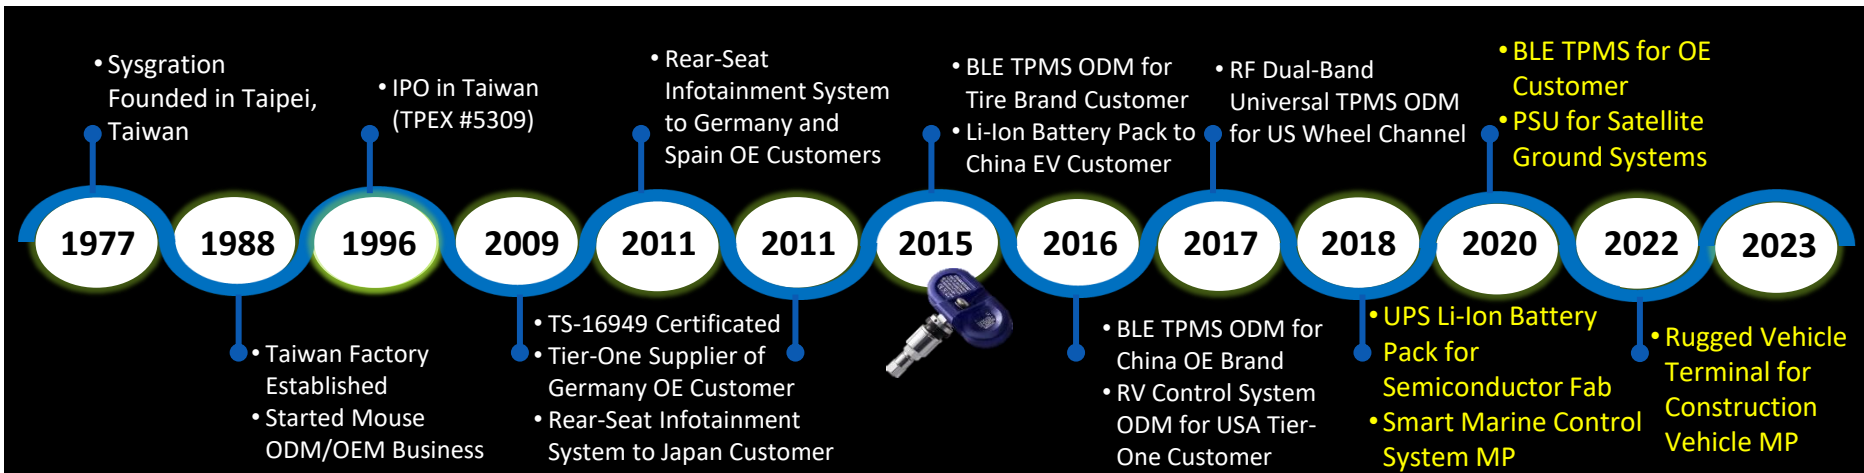 • Sysgration
Founded in Taipei,
Taiwan
• IPO in Taiwan
(TPEX #5309)
• Rear-Seat
Infotainment System
to Germany and
Spain OE Customers
• BLE TPMS ODM for
Tire Brand Customer
• Li-Ion Battery Pack to
China EV Customer
• RF Dual-Band
Universal TPMS ODM
for US Wheel Channel
• BLE TPMS for OE
Customer
• PSU for Satellite
Ground Systems
1977
1988
1996
2009
2011
2011
2015
2016
2017
2018
2020
2022
2023
• Taiwan Factory
Established
• Started Mouse
ODM/OEM Business
• TS-16949 Certificated
• Tier-One Supplier of
Germany OE Customer
• Rear-Seat Infotainment
System to Japan Customer
• BLE TPMS ODM for
China OE Brand
• RV Control System
ODM for USA Tier-
One Customer
• UPS Li-Ion Battery
Pack for
Semiconductor Fab
• Smart Marine Control
System MP
• Rugged Vehicle
Terminal for
Construction
Vehicle MP